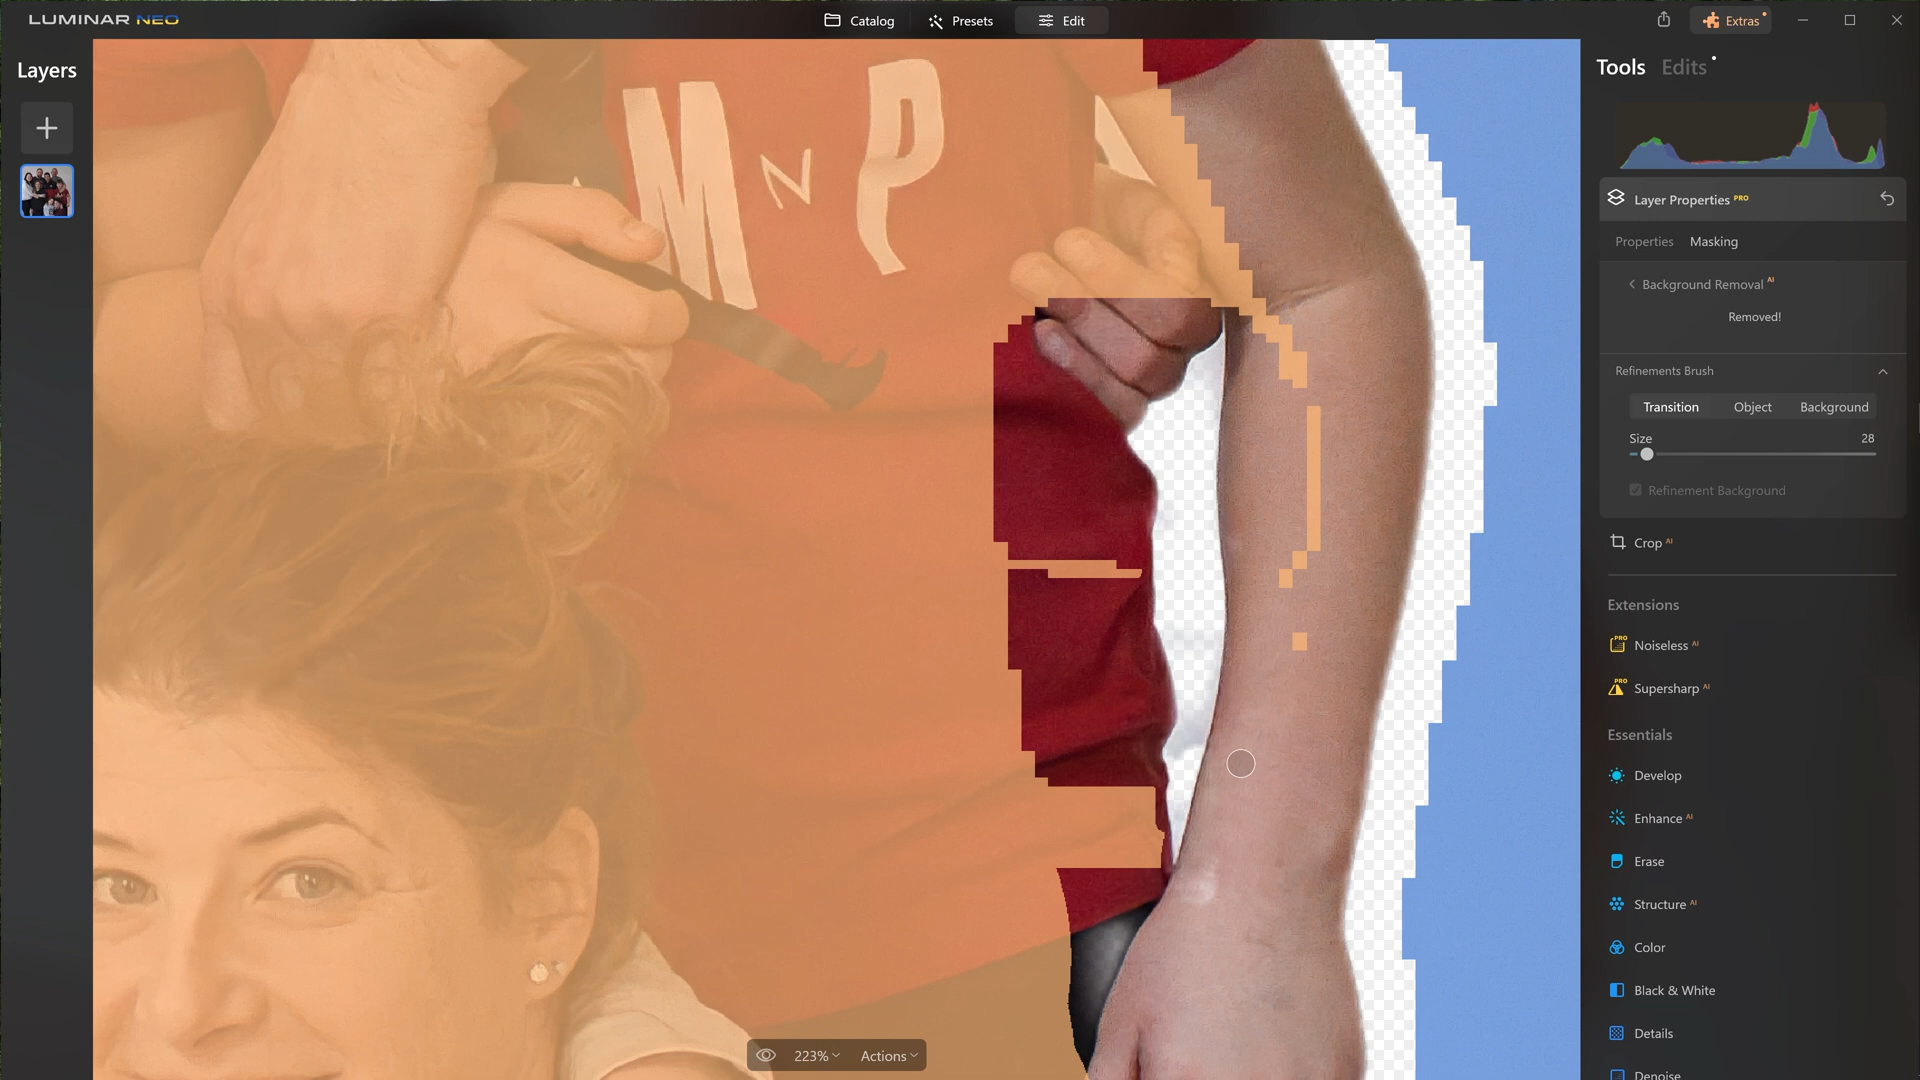 LUMINAR NEO
Catalog
Presets
Edit
Extras
Layers
Tools Edits
M N P
Layer Properties PRO
Properties Masking
Background Removal AI
Removed!
Refinements Brush
Transition Object Background
Size 28
Refinement Background
Crop AI
Extensions
PRO Noiseless AI
PRO Supersharp AI
Essentials
Develop
Enhance AI
Erase
Structure AI
Color
Black & White
Details
Denoise
223% Actions